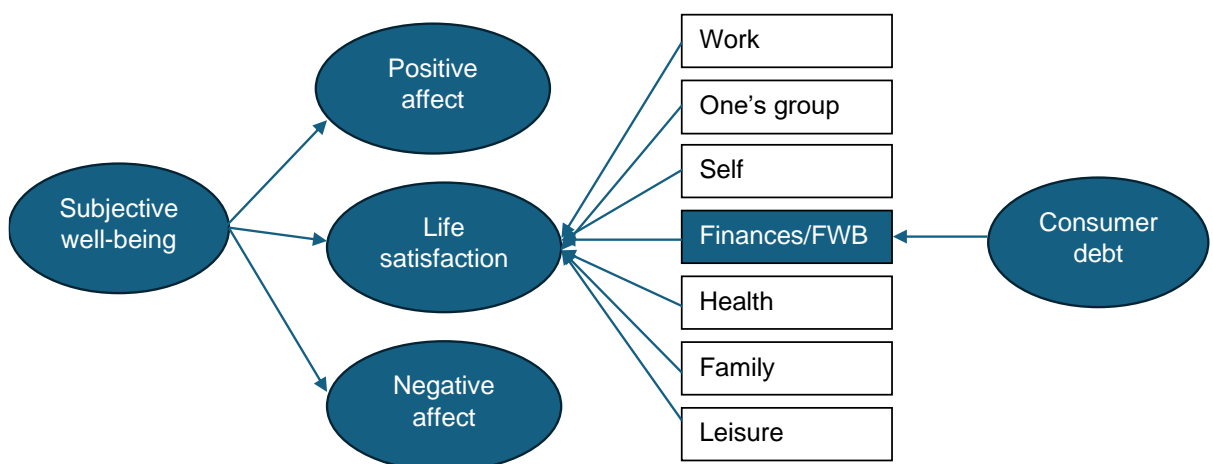 Subjective
well-being
Positive
affect
Life
satisfaction
Negative
affect
Work
One's group
Self
Finances/FWB
Health
Family
Leisure
Consumer
debt